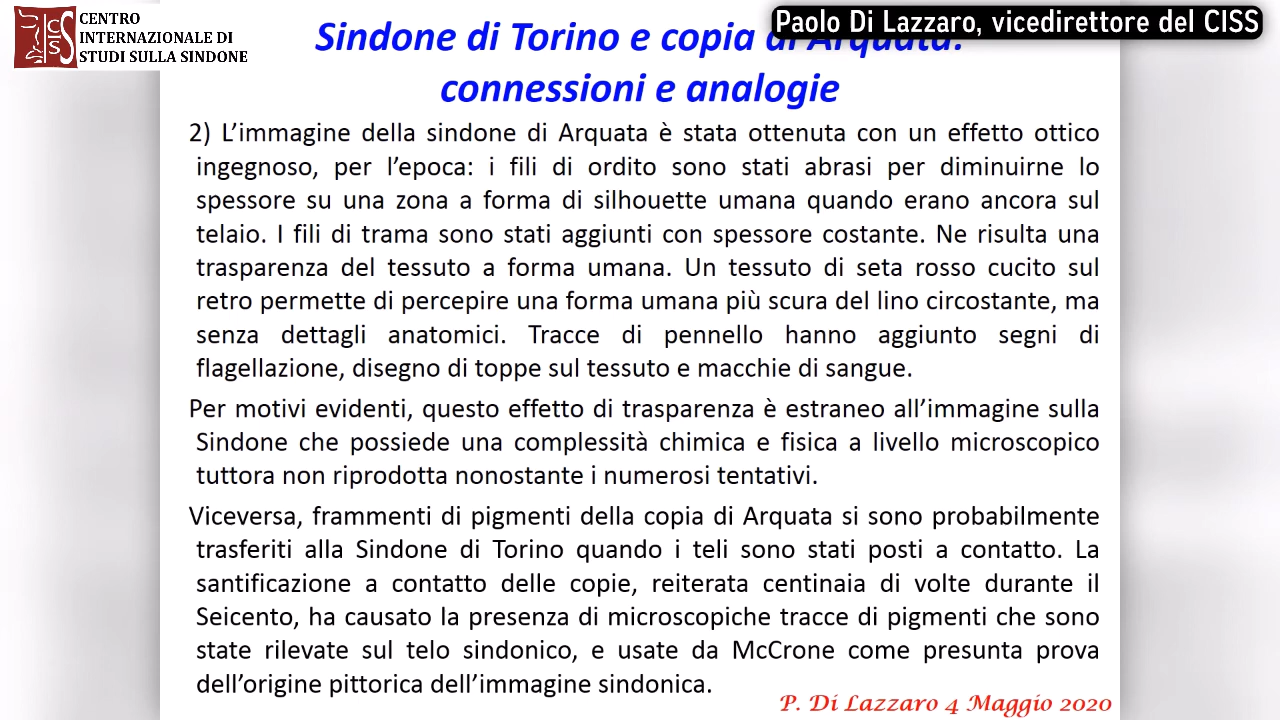 CENTRO
INTERNAZIONALE DI
STUDI SULLA SINDONE
Paolo Di Lazzaro, vicedirettore del CISS
Sindone di Torino e copia di Arquata:
connessioni e analogie
2) L’immagine della sindone di Arquata è stata ottenuta con un effetto ottico
ingegnoso, per l’epoca: i fili di ordito sono stati abrasi per diminuirne lo
spessore su una zona a forma di silhouette umana quando erano ancora sul
telaio. I fili di trama sono stati aggiunti con spessore costante. Ne risulta una
trasparenza del tessuto a forma umana. Un tessuto di seta rosso cucito sul
retro permette di percepire una forma umana più scura del lino circostante, ma
senza dettagli anatomici. Tracce di pennello hanno aggiunto segni di
flagellazione, disegno di toppe sul tessuto e macchie di sangue.
Per motivi evidenti, questo effetto di trasparenza è estraneo all’immagine sulla
Sindone che possiede una complessità chimica e fisica a livello microscopico
tuttora non riprodotta nonostante i numerosi tentativi.
Viceversa, frammenti di pigmenti della copia di Arquata si sono probabilmente
trasferiti alla Sindone di Torino quando i teli sono stati posti a contatto. La
santificazione a contatto delle copie, reiterata centinaia di volte durante il
Seicento, ha causato la presenza di microscopiche tracce di pigmenti che sono
state rilevate sul telo sindonico, e usate da McCrone come presunta prova
dell’origine pittorica dell’immagine sindonica.
P. Di Lazzaro 4 Maggio 2020